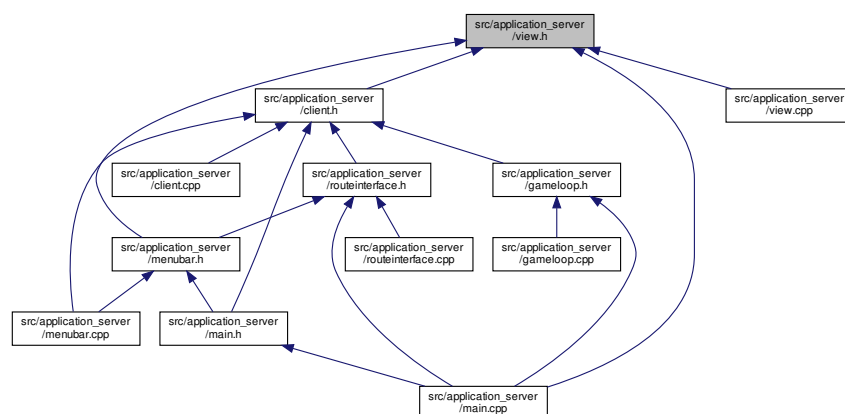 src/application_server
/view.h
src/application_server
/client.h
src/application_server
/view.cpp
src/application_server
/client.cpp
src/application_server
/routeinterface.h
src/application_server
/gameloop.h
src/application_server
/menubar.h
src/application_server
/routeinterface.cpp
src/application_server
/gameloop.cpp
src/application_server
/menubar.cpp
src/application_server
/main.h
src/application_server
/main.cpp